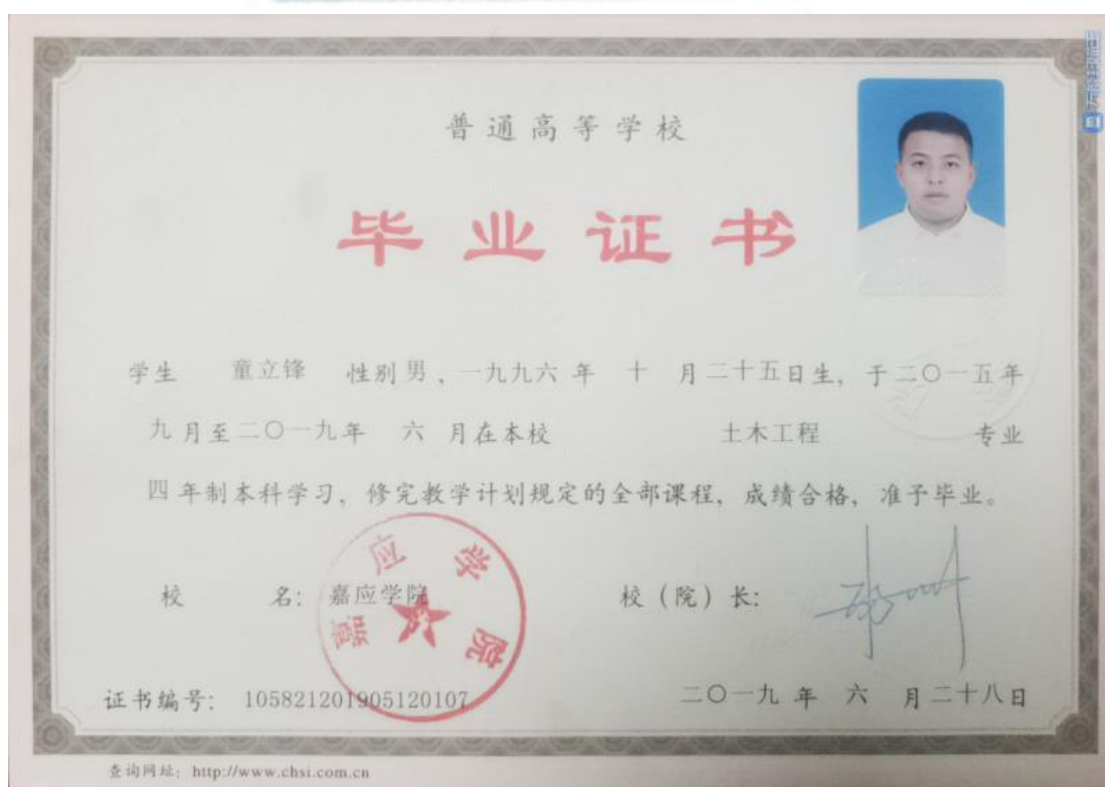 普通高等学校
毕业证书
学生 童立锋 性别 男，一九九六 年 十 月二十五日生，于二〇一五年
九 月至二〇一九年 六 月在本校 土木工程 专业
四 年制本科学习，修完教学计划规定的全部课程，成绩合格，准予毕业。
嘉应学院
校 名：嘉应学院 校（院）长：
证书编号：105821201905120107 二〇一九 年 六 月二十八日
查询网址：http://www.chsi.com.cn